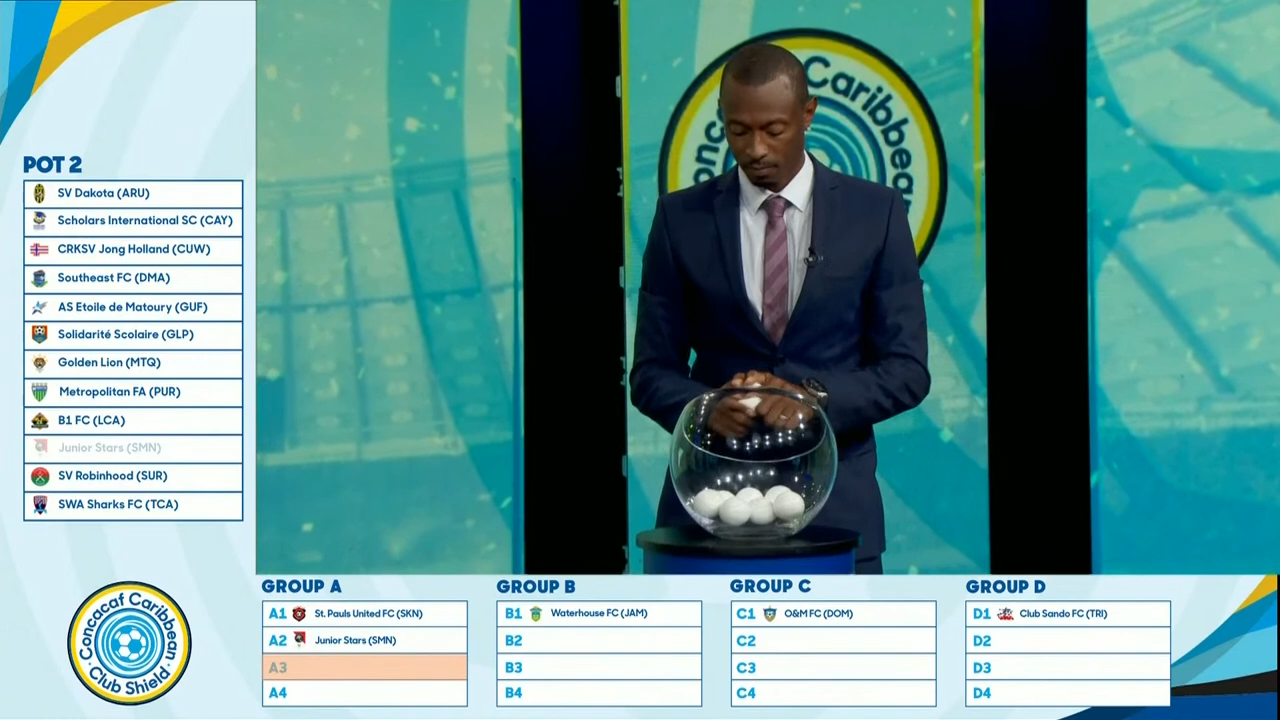 POT 2
SV Dakota (ARU)
Scholars International SC (CAY)
CRKSV Jong Holland (CUW)
Southeast FC (DMA)
AS Etoile de Matoury (GUF)
Solidarité Scolaire (GLP)
Golden Lion (MTQ)
Metropolitan FA (PUR)
B1 FC (LCA)
Junior Stars (SMN)
SV Robinhood (SUR)
SWA Sharks FC (TCA)
Caribbean
Concacaf Caribbean
Club Shield
GROUP A
A1 St. Pauls United FC (SKN)
A2 Junior Stars (SMN)
A3
A4
GROUP B
B1 Waterhouse FC (JAM)
B2
B3
B4
GROUP C
C1 O&M FC (DOM)
C2
C3
C4
GROUP D
D1 Club Sando FC (TRI)
D2
D3
D4